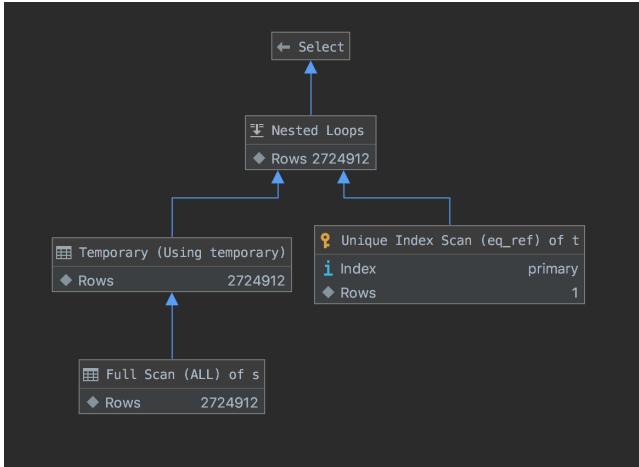 Select
Nested Loops
Rows 2724912
Temporary (Using temporary)
Rows 2724912
Unique Index Scan (eq_ref) of t
Index primary
Rows 1
Full Scan (ALL) of s
Rows 2724912